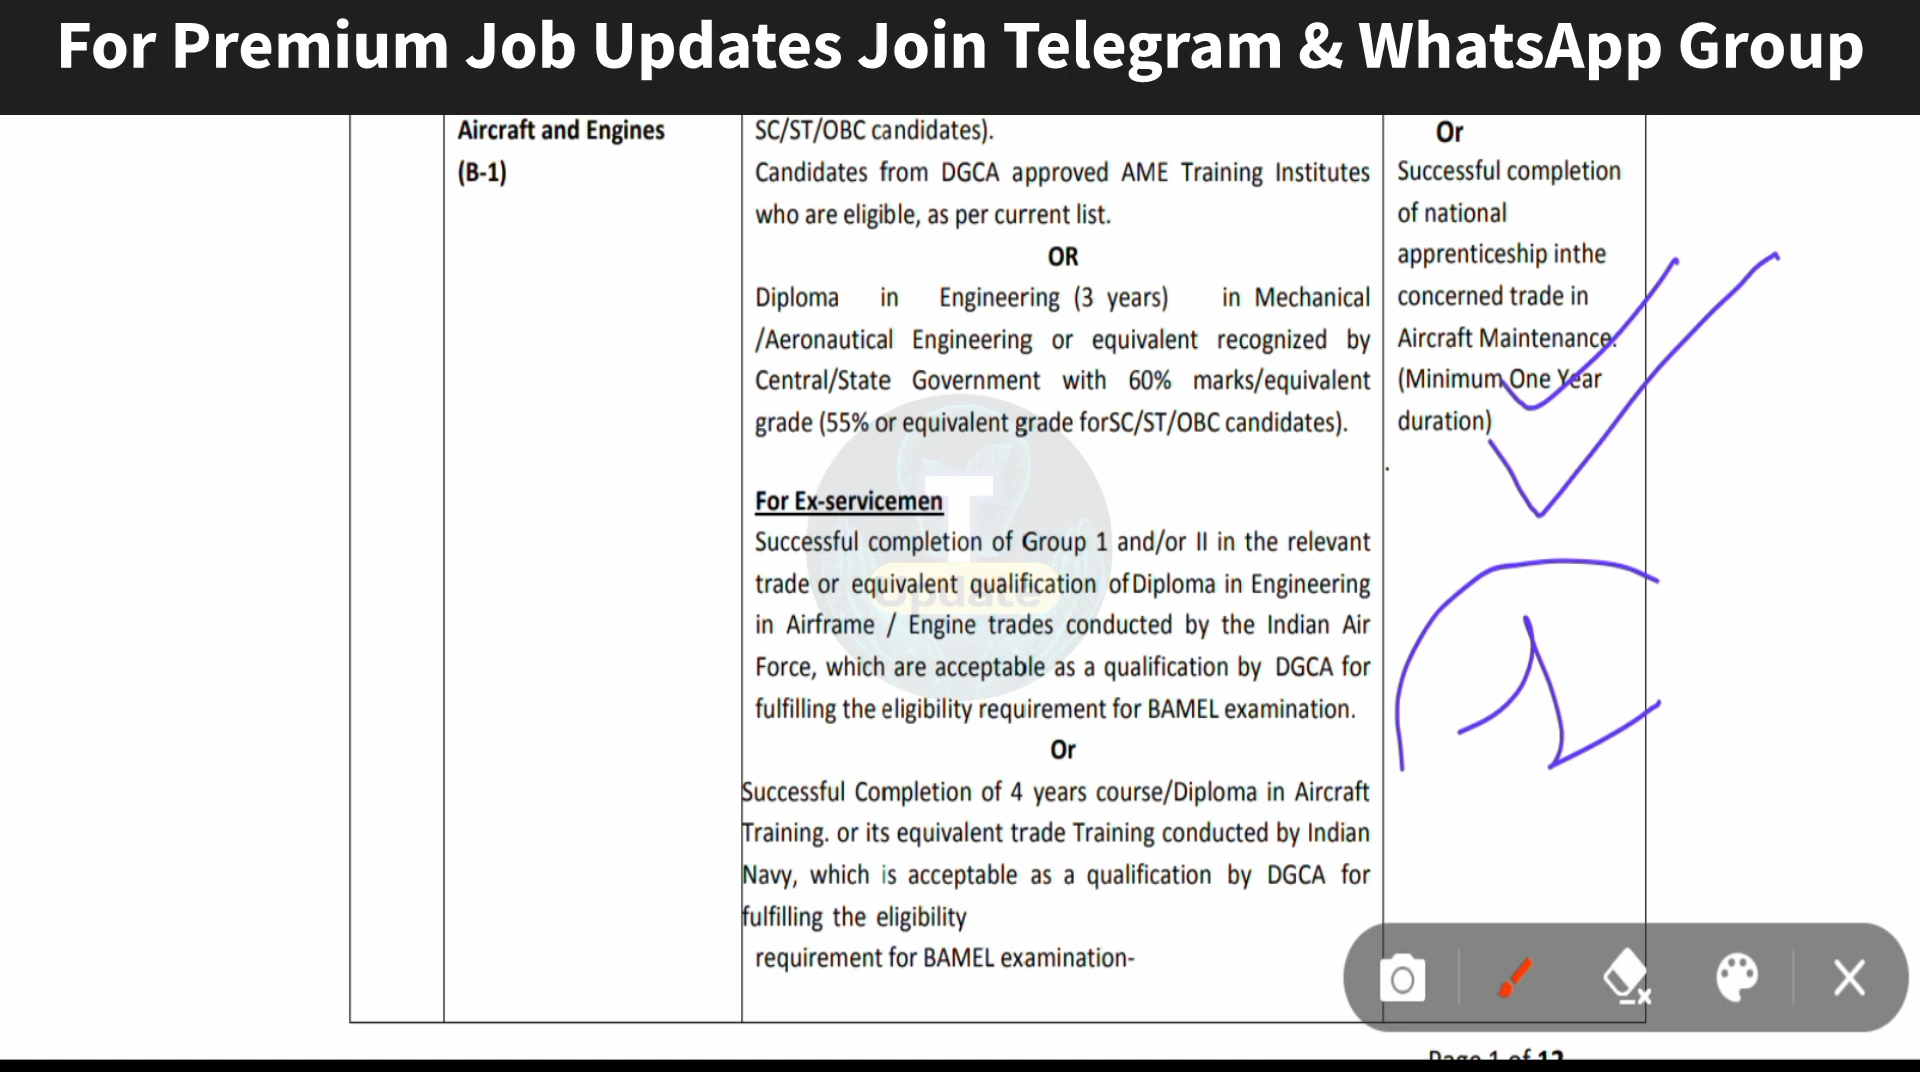 For Premium Job Updates Join Telegram & WhatsApp Group
Aircraft and Engines
(B-1)
SC/ST/OBC candidates).
Candidates from DGCA approved AME Training Institutes
who are eligible, as per current list.
OR
Diploma in Engineering (3 years) in Mechanical
/Aeronautical Engineering or equivalent recognized by
Central/State Government with 60% marks/equivalent
grade (55% or equivalent grade forSC/ST/OBC candidates).
For Ex-servicemen
Successful completion of Group 1 and/or II in the relevant
trade or equivalent qualification ofDiploma in Engineering
in Airframe / Engine trades conducted by the Indian Air
Force, which are acceptable as a qualification by DGCA for
fulfilling the eligibility requirement for BAMEL examination.
Or
Successful Completion of 4 years course/Diploma in Aircraft
Training. or its equivalent trade Training conducted by Indian
Navy, which is acceptable as a qualification by DGCA for
fulfilling the eligibility
requirement for BAMEL examination-
Or
Successful completion
of national
apprenticeship inthe
concerned trade in
Aircraft Maintenance.
(Minimum One Year
duration)
.
T
Update
Page 1 of 12